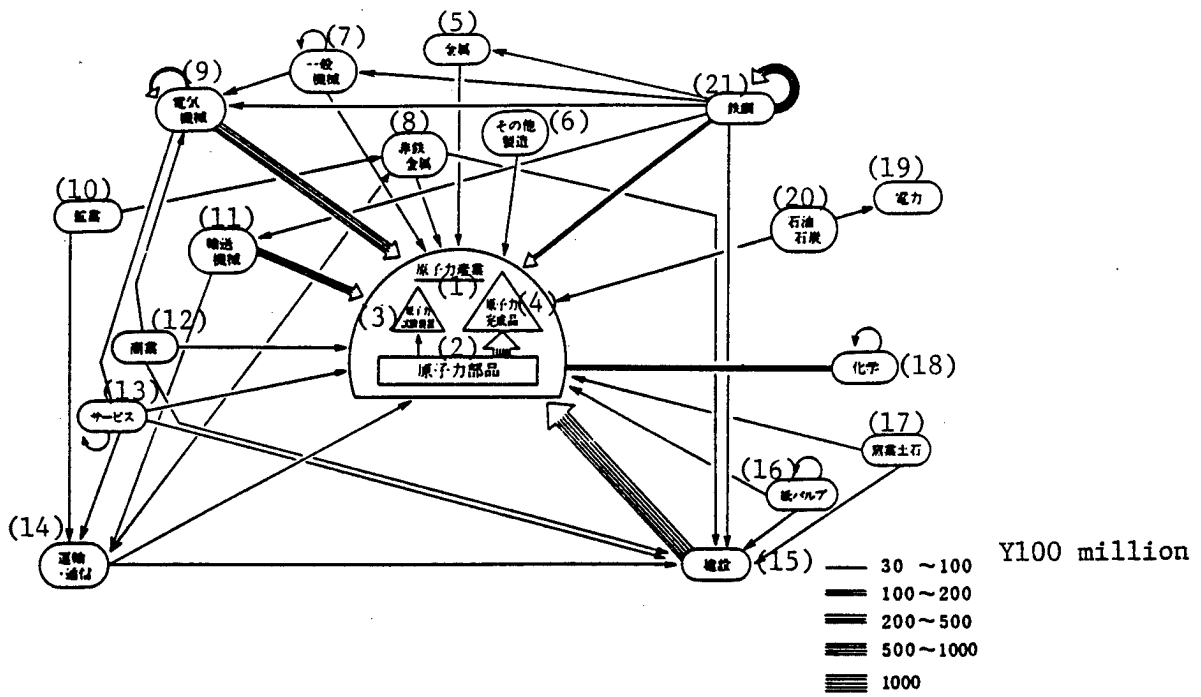 (5)
金属
(7)
一般
機械
(9)
電気
機械
(21)
鉄鋼
(6)
その他
製造
(8)
非鉄
金属
(10)
鉱業
(19)
電力
(20)
石油
石炭
(11)
輸送
機械
原子力産業
(1)
(3)
原子力
(4)
原子力
完成品
(2)
原子力部品
(12)
商業
(18)
化学
(13)
サービス
(17)
窯業土石
(16)
紙パルプ
(14)
運輸
・通信
(15)
建設
Y100 million
30 ~100
100~200
200~500
500~1000
1000